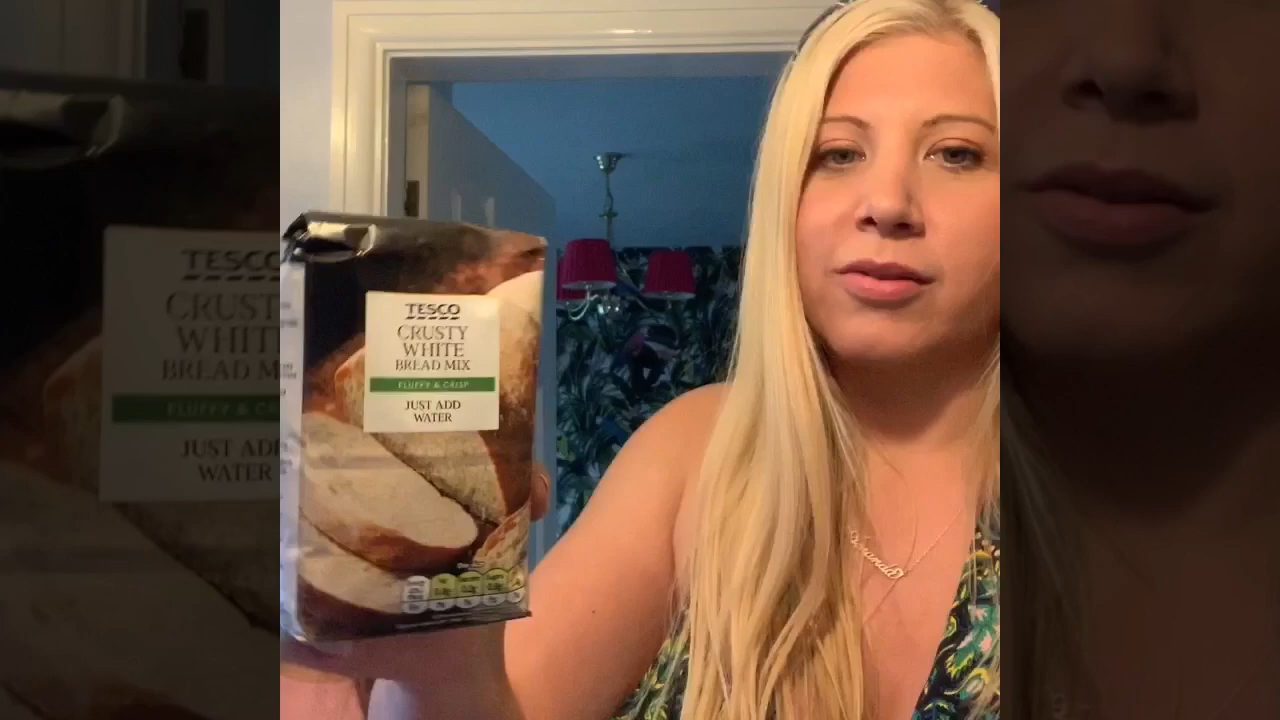 TESCO
CRUSTY
WHITE
BREAD MIX
FLUFFY & CRISP
JUST ADD
WATER